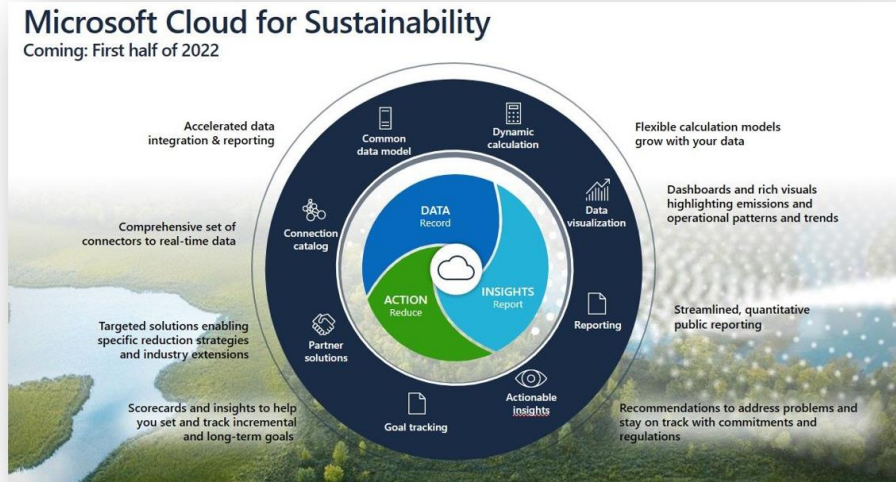 Microsoft Cloud for Sustainability
Coming: First half of 2022
Accelerated data
integration & reporting
Common
data model
Dynamic
calculation
Flexible calculation models
grow with your data
Comprehensive set of
connectors to real-time data
Connection
catalog
DATA
Record
Data
visualization
Dashboards and rich visuals
highlighting emissions and
operational patterns and trends
Targeted solutions enabling
specific reduction strategies
and industry extensions
Partner
solutions
ACTION
Reduce
INSIGHTS
Report
Reporting
Streamlined, quantitative
public reporting
Scorecards and insights to help
you set and track incremental
and long-term goals
Goal tracking
Actionable
insights
Recommendations to address problems and
stay on track with commitments and
regulations